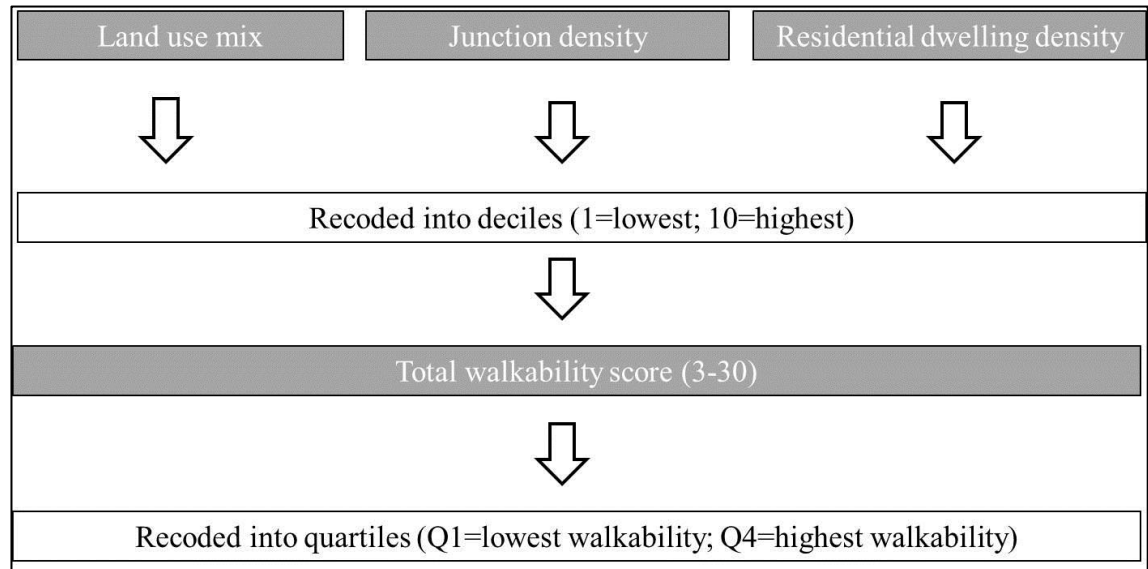 Land use mix
Junction density
Residential dwelling density
Recoded into deciles (1=lowest; 10=highest)
Total walkability score (3-30)
Recoded into quartiles (Q1=lowest walkability; Q4=highest walkability)